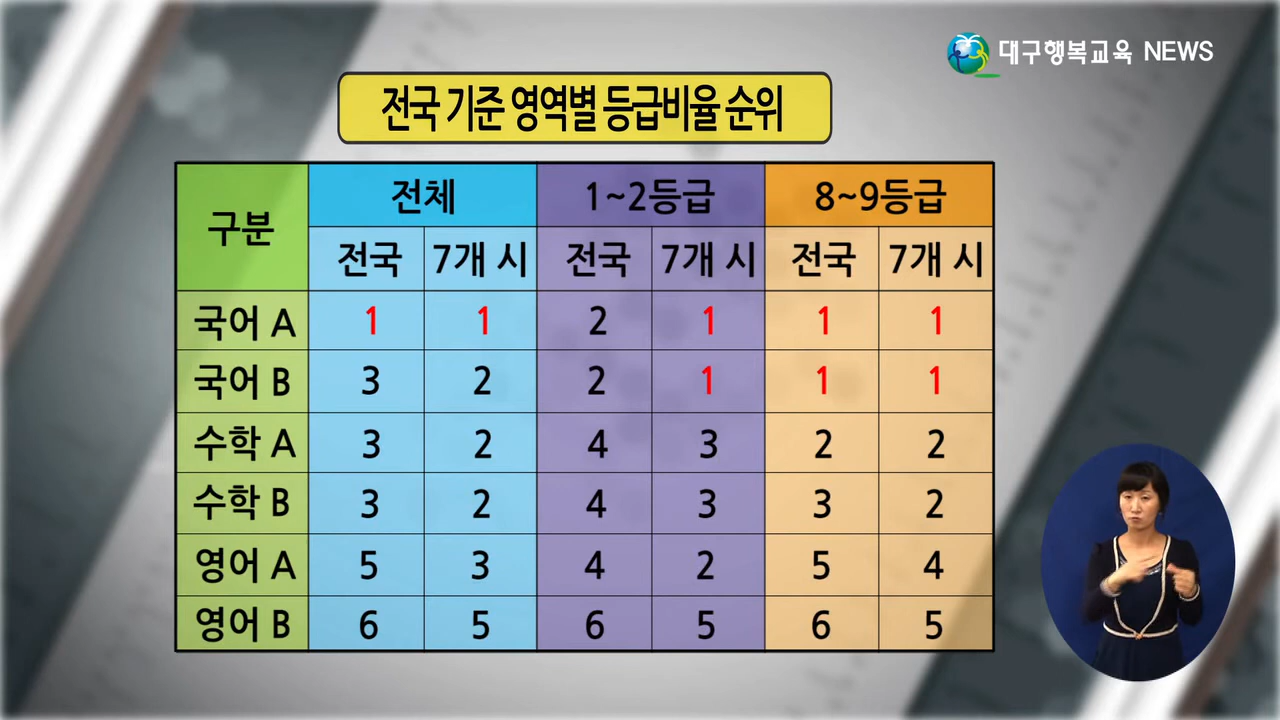 대구행복교육 NEWS
전국 기준 영역별 등급비율 순위
구분 전체 1~2등급 8~9등급
전국 7개 시 전국 7개 시 전국 7개 시
국어 A 1 1 2 1 1 1
국어 B 3 2 2 1 1 1
수학 A 3 2 4 3 2 2
수학 B 3 2 4 3 3 2
영어 A 5 3 4 2 5 4
영어 B 6 5 6 5 6 5